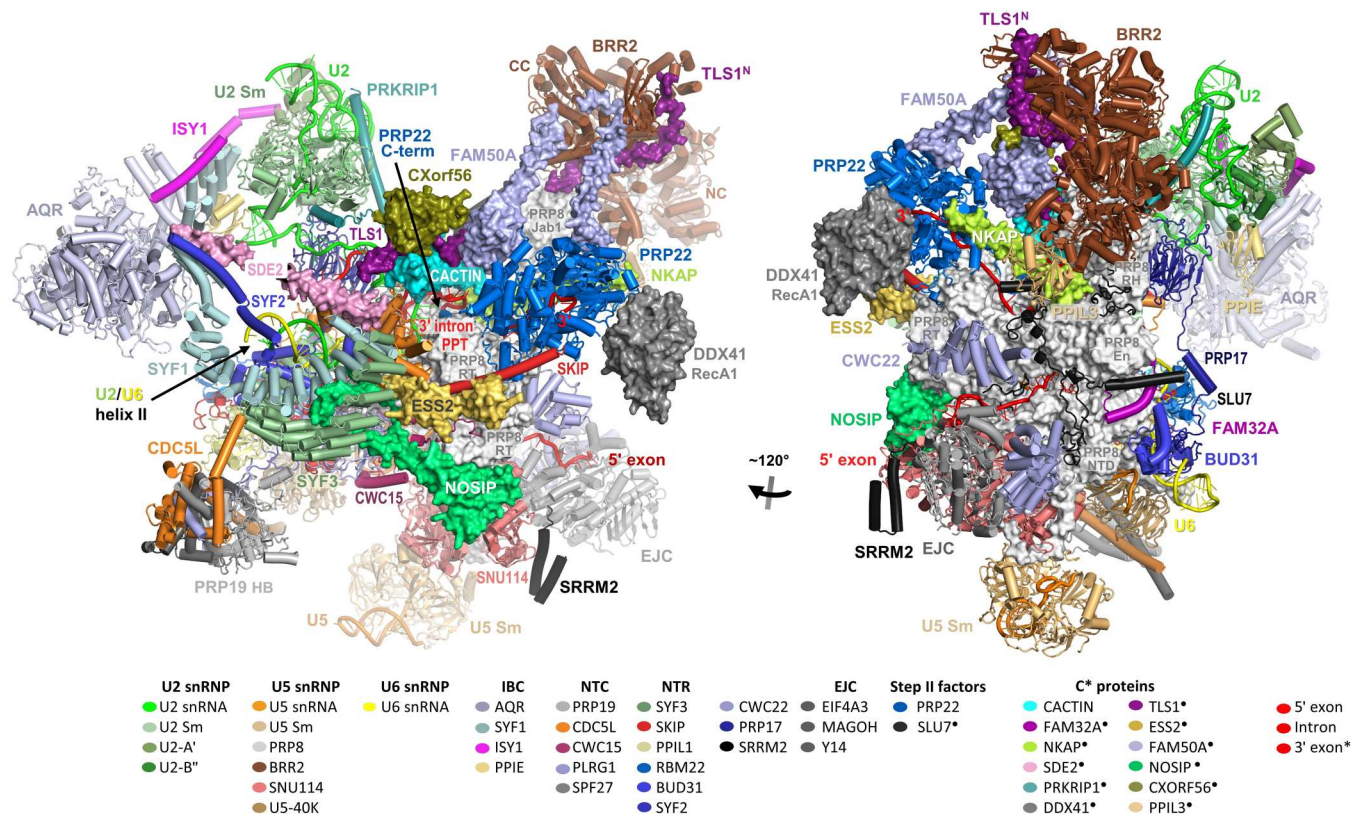 U2
U2 Sm
PRKRIP1
ISY1
PRP22
C-term
CC
BRR2
TLS1ᴺ
FAM50A
CXorf56
AQR
TLS1
PRP8
Jab1
NC
SDE2
CACTIN
PRP22
NKAP
SYF2
3' intron
PPT
3'
PRP8
RT
DDX41
RecA1
SYF1
SKIP
U2/U6
helix II
ESS2
CDC5L
PRP8
RT
5' exon
SYF3
CWC15
NOSIP
PRP19 HB
SNU114
EJC
SRRM2
U5
U5 Sm
~120°
TLS1ᴺ
BRR2
FAM50A
U2
PRP22
3'
NKAP
DDX41
RecA1
PRP8
RH
PPIL3
PPIE
AQR
ESS2
PRP8
RT
PRP8
En
CWC22
PRP17
SLU7
NOSIP
FAM32A
5' exon
PRP8
NTD
BUD31
U6
SRRM2
EJC
U5 Sm
U2 snRNP
U2 snRNA
U2 Sm
U2-A'
U2-B"
U5 snRNP
U5 snRNA
U5 Sm
PRP8
BRR2
SNU114
U5-40K
U6 snRNP
U6 snRNA
IBC
AQR
SYF1
ISY1
PPIE
NTC
PRP19
CDC5L
CWC15
PLRG1
SPF27
NTR
SYF3
SKIP
PPIL1
RBM22
BUD31
SYF2
CWC22
PRP17
SRRM2
EJC
EIF4A3
MAGOH
Y14
Step II factors
PRP22
SLU7•
C* proteins
CACTIN
FAM32A•
NKAP•
SDE2•
PRKRIP1•
DDX41•
TLS1•
ESS2•
FAM50A•
NOSIP•
CXORF56•
PPIL3•
5' exon
Intron
3' exon*